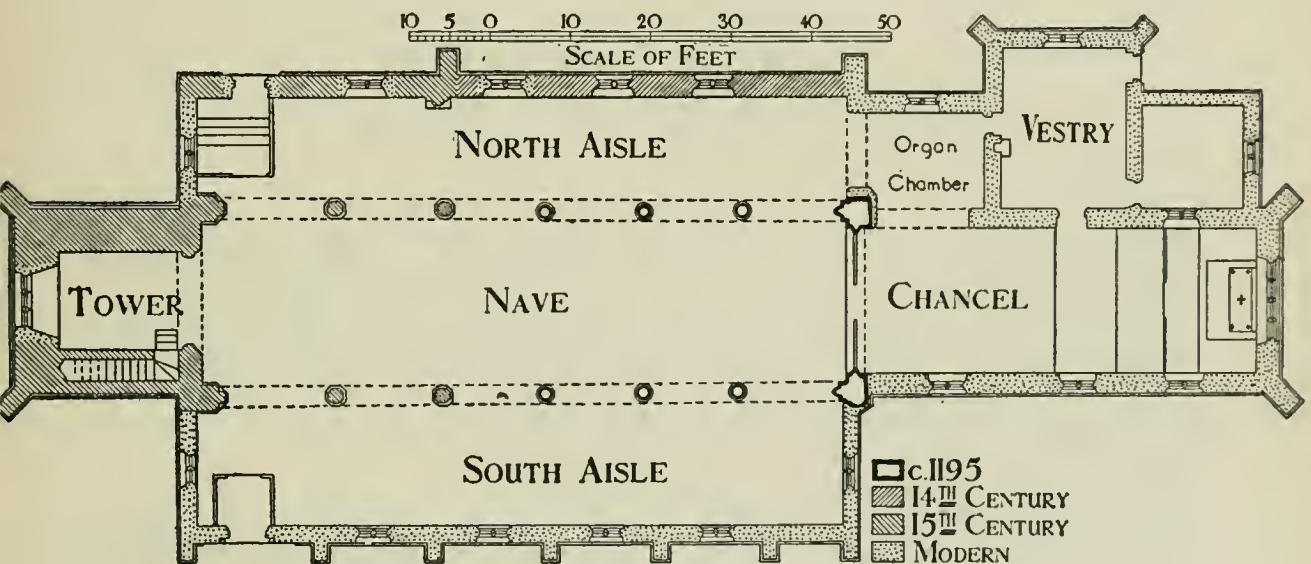 10 5 0 10 20 30 40 50
SCALE OF FEET
NORTH AISLE
Organ
Chamber
VESTRY
TOWER
NAVE
CHANCEL
SOUTH AISLE
c.1195
14TH CENTURY
15TH CENTURY
MODERN